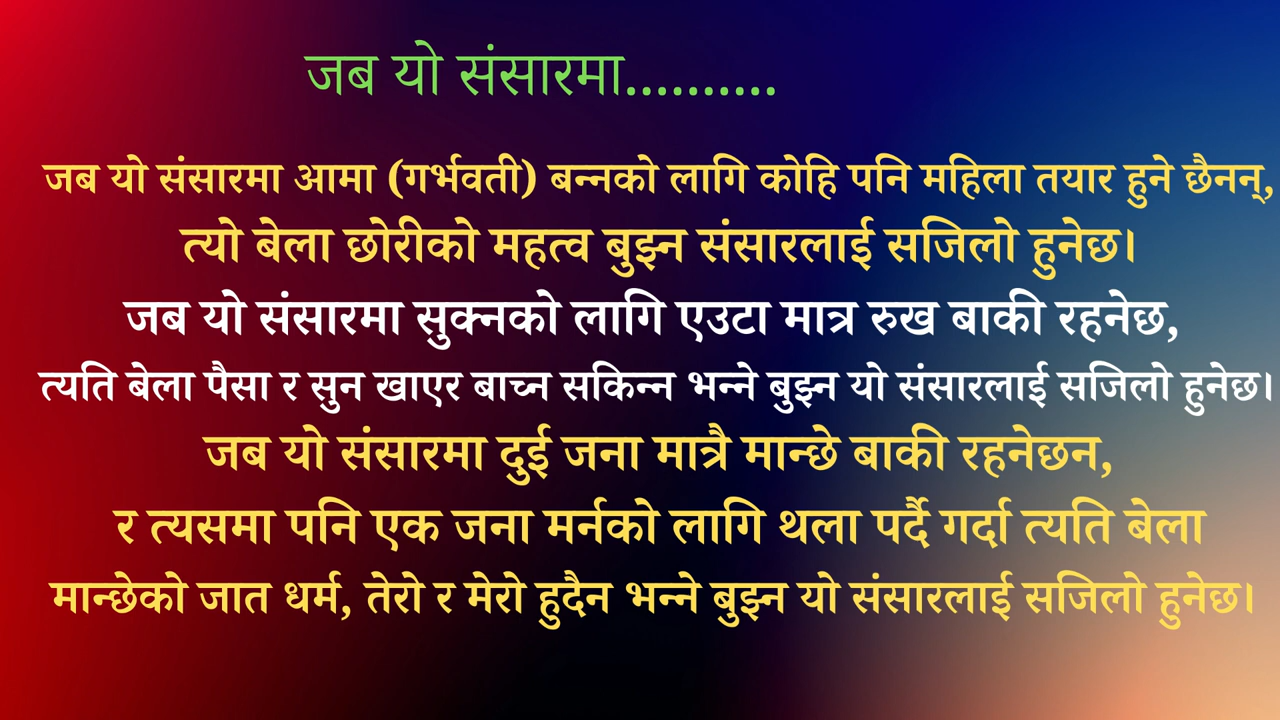 जब यो संसारमा..........
जब यो संसारमा आमा (गर्भवती) बन्नको लागि कोहि पनि महिला तयार हुने छैनन्,
त्यो बेला छोरीको महत्व बुझ्न संसारलाई सजिलो हुनेछ।
जब यो संसारमा सुक्नको लागि एउटा मात्र रुख बाकी रहनेछ,
त्यति बेला पैसा र सुन खाएर बाच्न सकिन्न भन्ने बुझ्न यो संसारलाई सजिलो हुनेछ।
जब यो संसारमा दुई जना मात्रै मान्छे बाकी रहनेछन,
र त्यसमा पनि एक जना मर्नको लागि थला पर्दै गर्दा त्यति बेला
मान्छेको जात धर्म, तेरो र मेरो हुदैन भन्ने बुझ्न यो संसारलाई सजिलो हुनेछ।